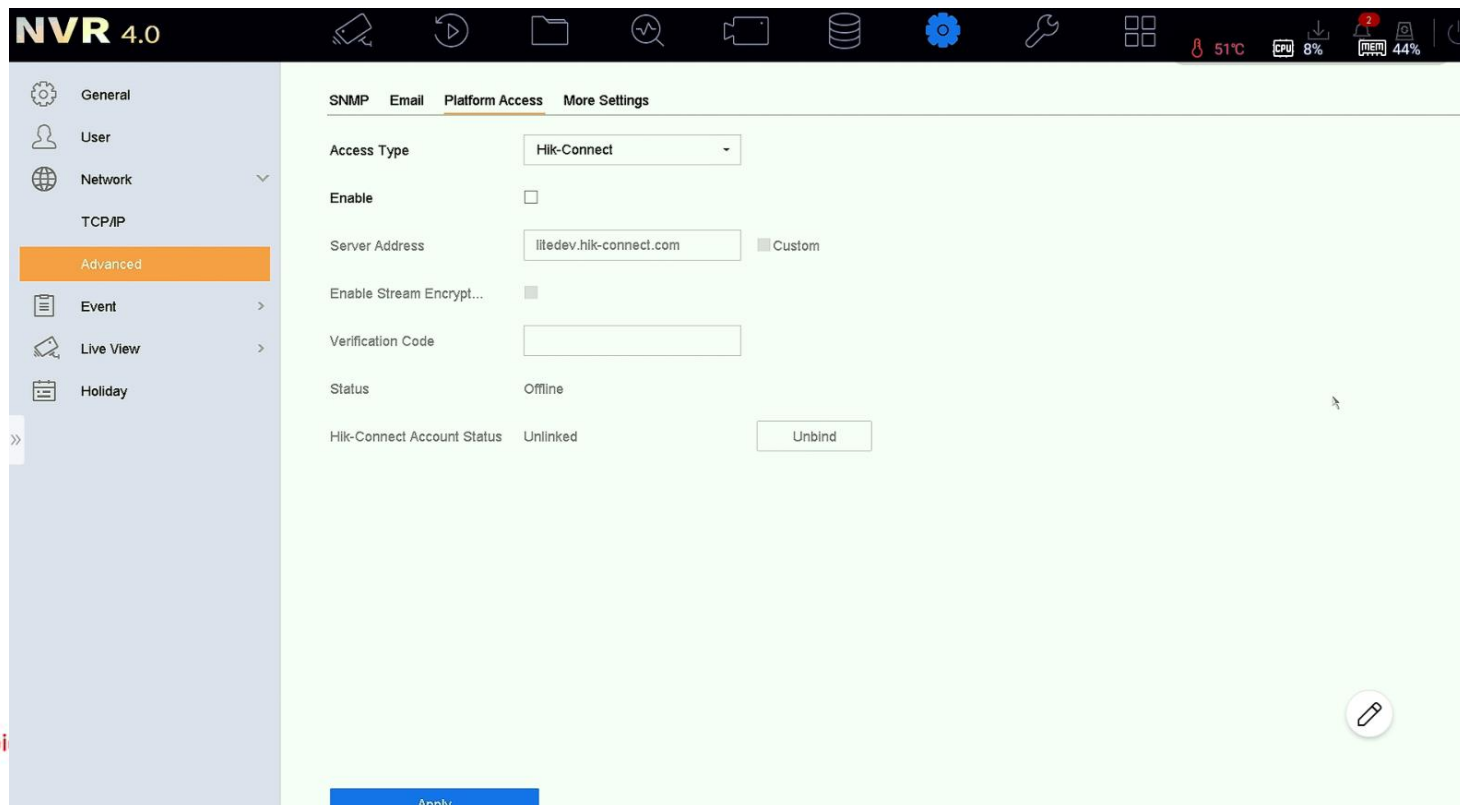 NVR 4.0
51℃
CPU 8%
2
MEM 44%
General
User
Network
TCP/IP
Advanced
Event
Live View
Holiday
SNMP Email Platform Access More Settings
Access Type Hik-Connect
Enable
Server Address litedev.hik-connect.com Custom
Enable Stream Encrypt...
Verification Code
Status Offline
Hik-Connect Account Status Unlinked Unbind
Apply